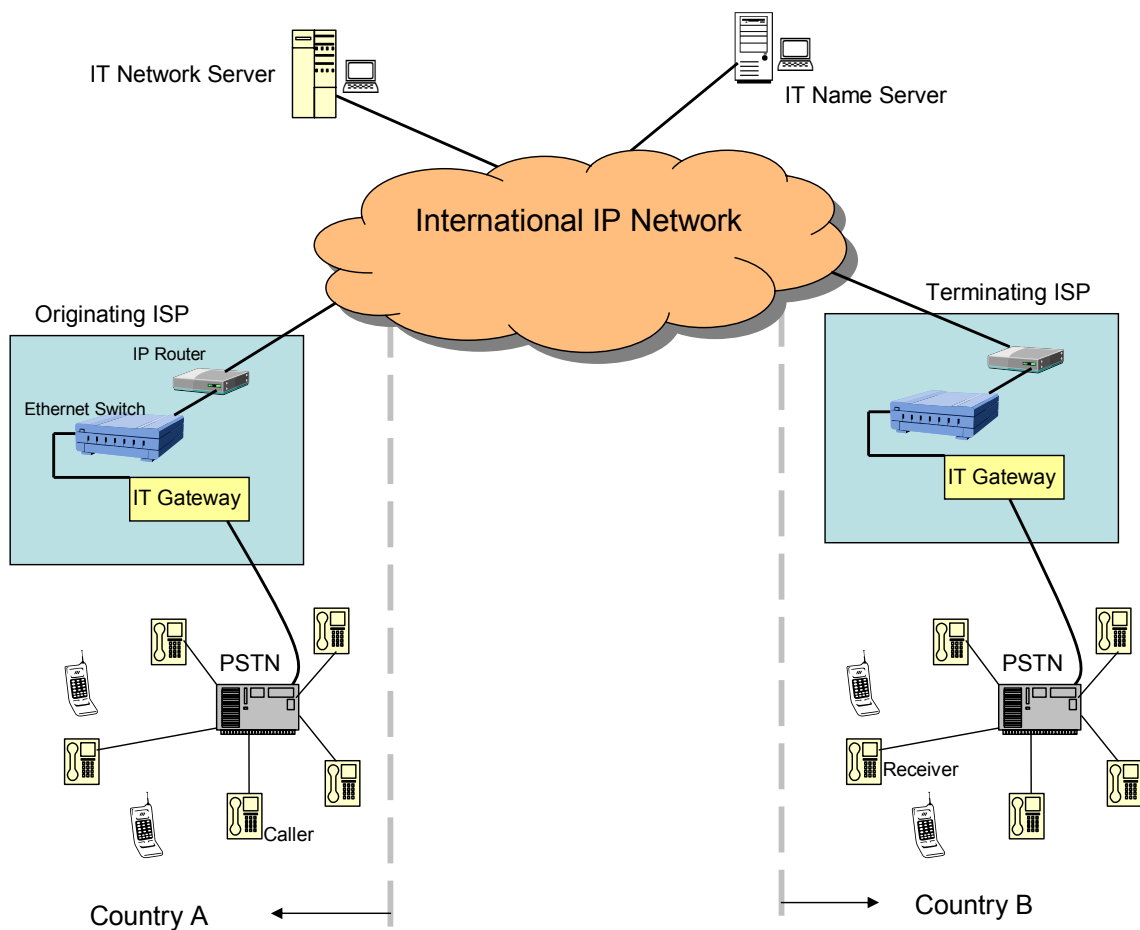 IT Network Server
IT Name Server
International IP Network
Originating ISP
Terminating ISP
IP Router
Ethernet Switch
IT Gateway
IT Gateway
PSTN
PSTN
Receiver
Caller
Country A
Country B